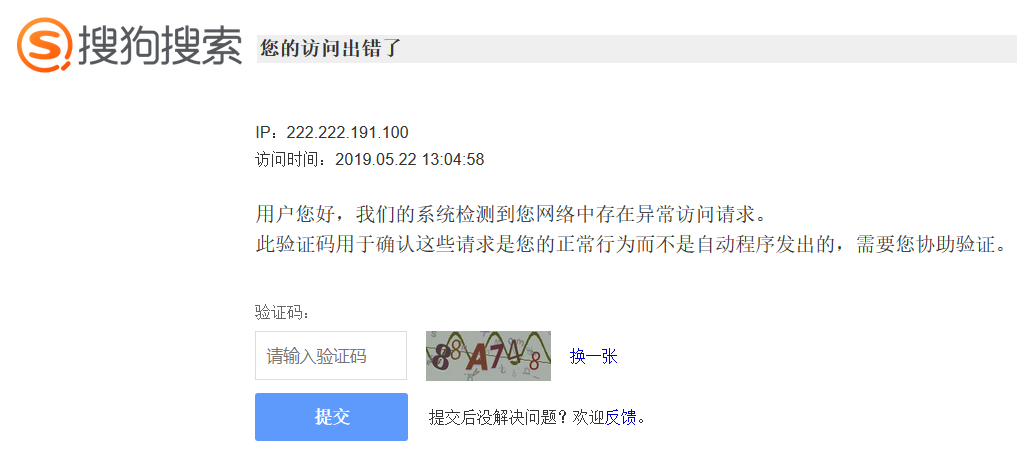 搜狗搜索
您的访问出错了
IP：222.222.191.100
访问时间：2019.05.22 13:04:58
用户您好，我们的系统检测到您网络中存在异常访问请求。
此验证码用于确认这些请求是您的正常行为而不是自动程序发出的，需要您协助验证。
验证码：
请输入验证码
换一张
提交
提交后没解决问题？欢迎反馈。